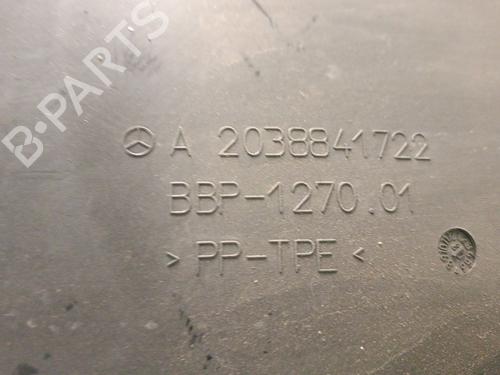 B-PARTS
A 2038841722
BBP-1270.01
> PP-TPE <